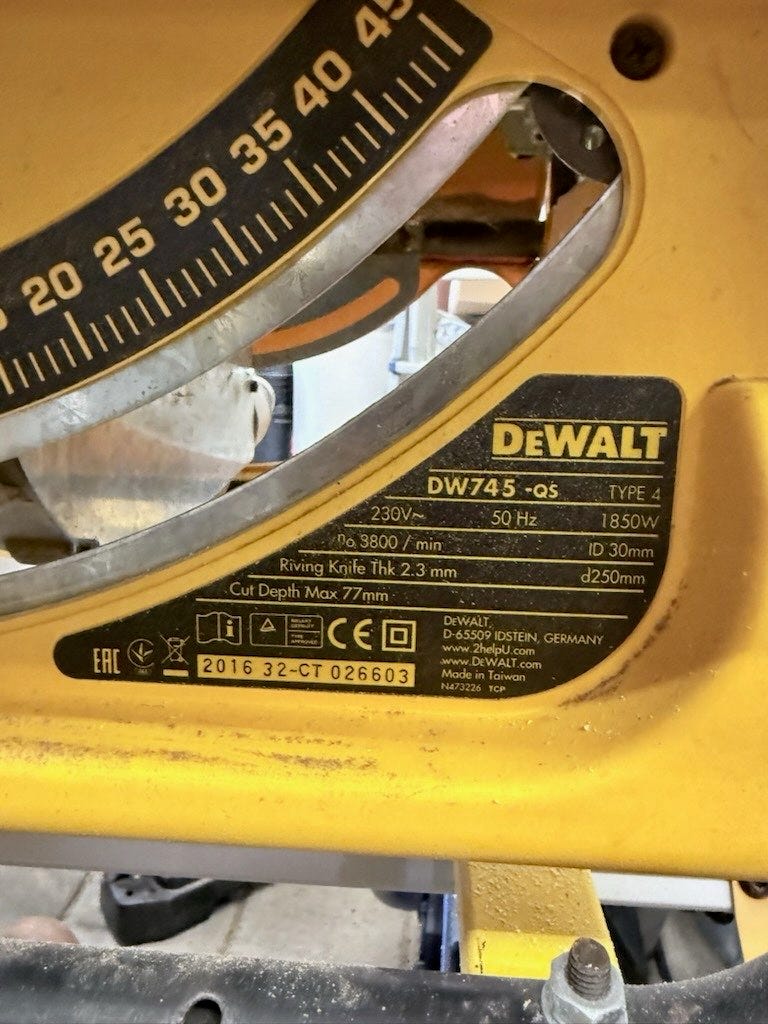 20 25 30 35 40 45
DEWALT
DW745 -QS TYPE 4
230V~ 50 Hz 1850W
n₀ 3800 / min ID 30mm
Riving Knife Thk 2.3 mm d250mm
Cut Depth Max 77mm
EAC
CE
2016 32-CT 026603
DEWALT,
D-65509 IDSTEIN, GERMANY
www.2helpU.com
www.DEWALT.com
Made in Taiwan
N473226 TCP